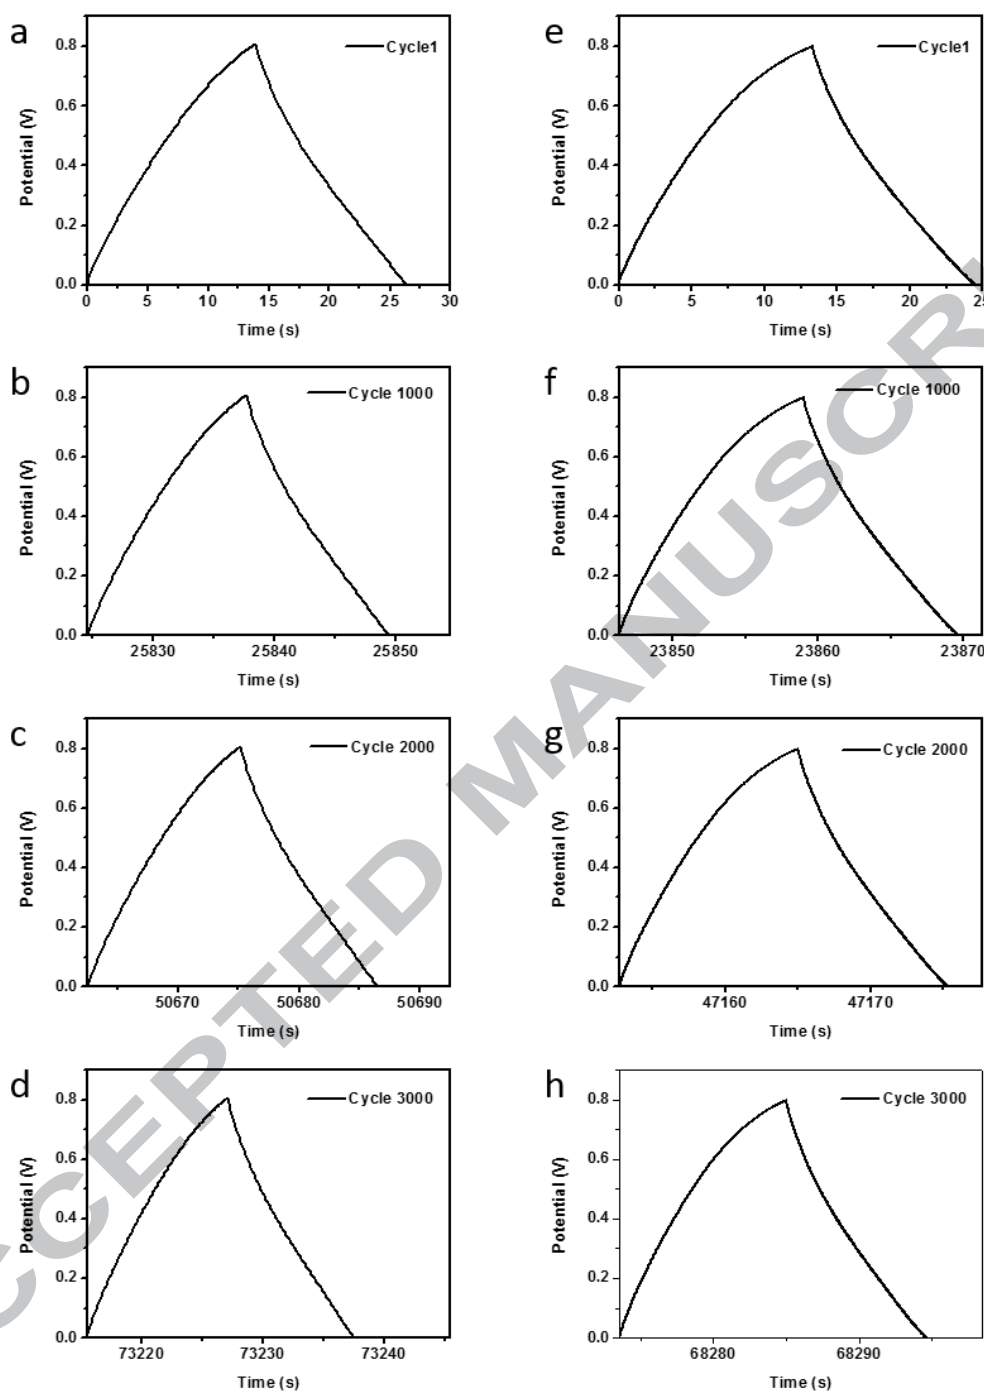 a
Cycle1
0.8
0.6
0.4
0.2
0.0
Potential (V)
0 5 10 15 20 25 30
Time (s)
e
Cycle1
0.8
0.6
0.4
0.2
0.0
Potential (V)
0 5 10 15 20 25
Time (s)
b
Cycle 1000
0.8
0.6
0.4
0.2
0.0
Potential (V)
25830 25840 25850
Time (s)
f
Cycle 1000
0.8
0.6
0.4
0.2
0.0
Potential (V)
23850 23860 23870
Time (s)
c
Cycle 2000
0.8
0.6
0.4
0.2
0.0
Potential (V)
50670 50680 50690
Time (s)
g
Cycle 2000
0.8
0.6
0.4
0.2
0.0
Potential (V)
47160 47170
Time (s)
d
Cycle 3000
0.8
0.6
0.4
0.2
0.0
Potential (V)
73220 73230 73240
Time (s)
h
Cycle 3000
0.8
0.6
0.4
0.2
0.0
Potential (V)
68280 68290
Time (s)
CCEPTED MANUSCRI